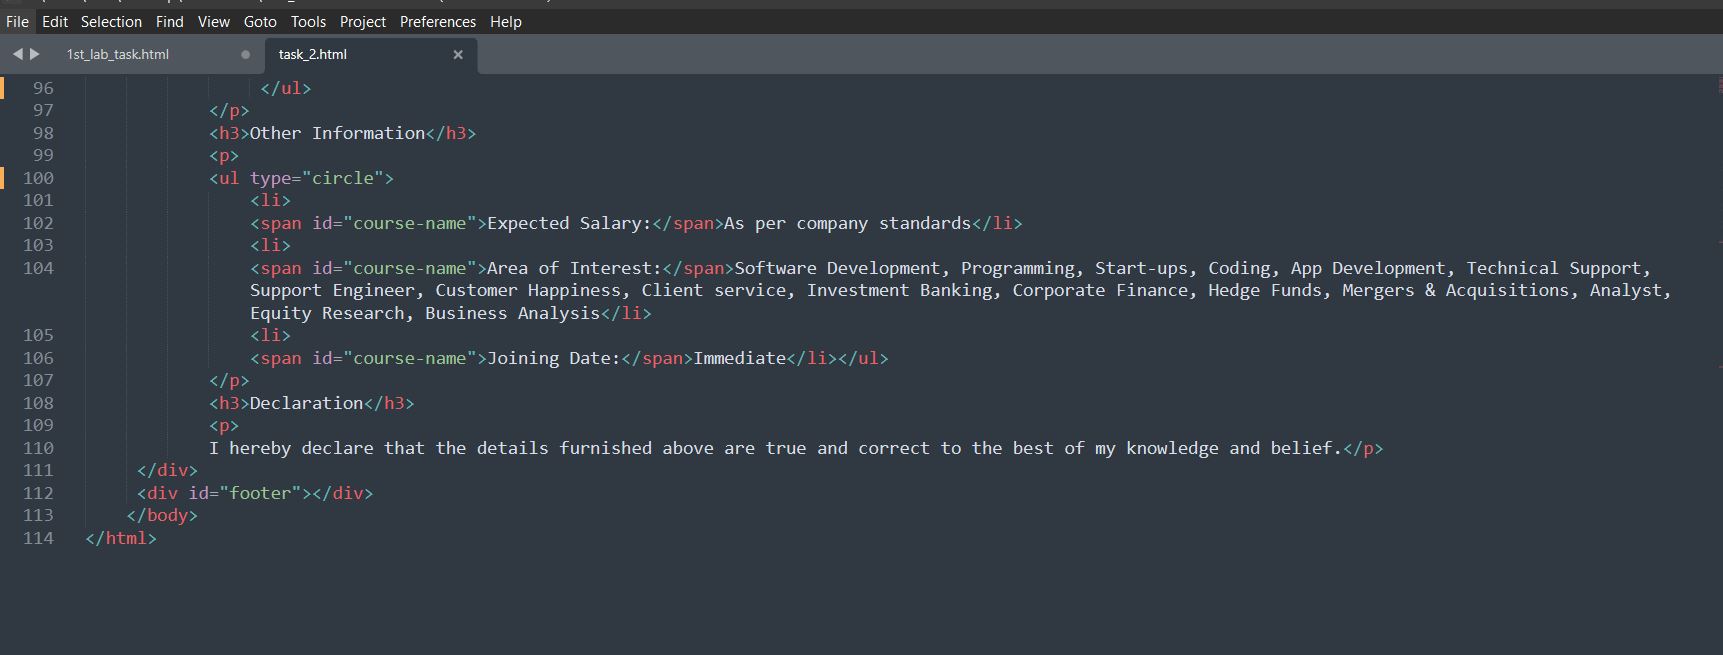 File Edit Selection Find View Goto Tools Project Preferences Help
1st_lab_task.html task_2.html
96 </ul>
97 </p>
98 <h3>Other Information</h3>
99 <p>
100 <ul type="circle">
101 <li>
102 <span id="course-name">Expected Salary:</span>As per company standards</li>
103 <li>
104 <span id="course-name">Area of Interest:</span>Software Development, Programming, Start-ups, Coding, App Development, Technical Support,
Support Engineer, Customer Happiness, Client service, Investment Banking, Corporate Finance, Hedge Funds, Mergers & Acquisitions, Analyst,
Equity Research, Business Analysis</li>
105 <li>
106 <span id="course-name">Joining Date:</span>Immediate</li></ul>
107 </p>
108 <h3>Declaration</h3>
109 <p>
110 I hereby declare that the details furnished above are true and correct to the best of my knowledge and belief.</p>
111 </div>
112 <div id="footer"></div>
113 </body>
114 </html>